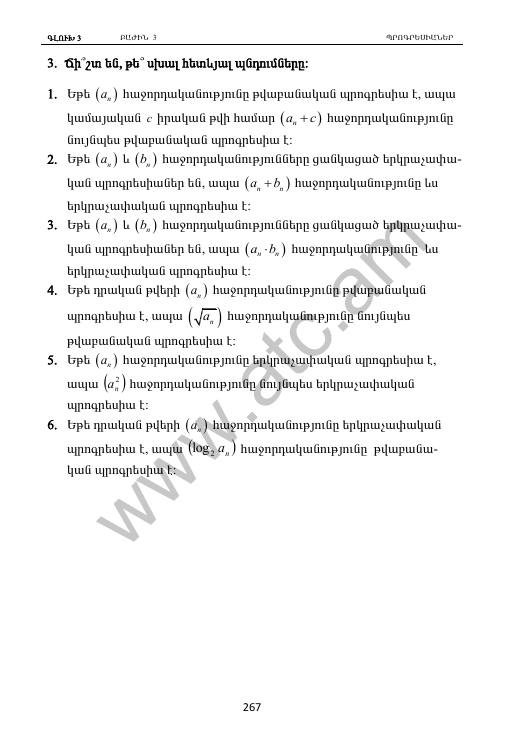 ԳԼՈՒԽ 3 ԲԱԺԻՆ 3 ՊՐՈԳՐԵՍԻԱՆԵՐ
3. Ճի՞շտ են, թե՞ սխալ հետևյալ պնդումները:
1. Եթե (aₙ) հաջորդականությունը թվաբանական պրոգրեսիա է, ապա
կամայական c իրական թվի համար (aₙ + c) հաջորդականությունը
նույնպես թվաբանական պրոգրեսիա է:
2. Եթե (aₙ) և (bₙ) հաջորդականությունները ցանկացած երկրաչափա-
կան պրոգրեսիաներ են, ապա (aₙ + bₙ) հաջորդականությունը ևս
երկրաչափական պրոգրեսիա է:
3. Եթե (aₙ) և (bₙ) հաջորդականությունները ցանկացած երկրաչափա-
կան պրոգրեսիաներ են, ապա (aₙ · bₙ) հաջորդականությունը ևս
երկրաչափական պրոգրեսիա է:
4. Եթե դրական թվերի (aₙ) հաջորդականությունը թվաբանական
պրոգրեսիա է, ապա (√aₙ) հաջորդականությունը նույնպես
թվաբանական պրոգրեսիա է:
5. Եթե (aₙ) հաջորդականությունը երկրաչափական պրոգրեսիա է,
ապա (aₙ²) հաջորդականությունը նույնպես երկրաչափական
պրոգրեսիա է:
6. Եթե դրական թվերի (aₙ) հաջորդականությունը երկրաչափական
պրոգրեսիա է, ապա (log₂ aₙ) հաջորդականությունը թվաբանա-
կան պրոգրեսիա է:
www.atc.am
267